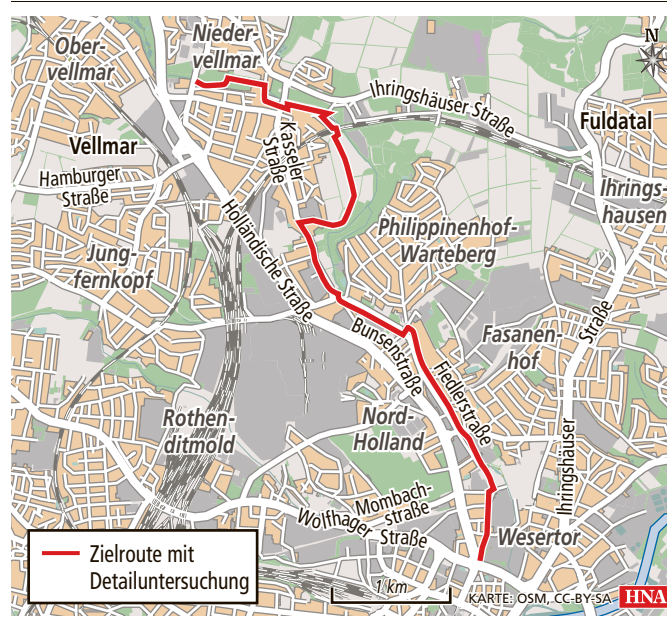 Ober-
vellmar
Nieder-
vellmar
N
Ihringshäuser Straße
Fuldatal
Vellmar
Kasseler
Straße
Hamburger
Straße
Ihrings-
hausen
Holländische Straße
Philippinenhof-
Warteberg
Jung-
fernkopf
Bunsenstraße
Fasanen-
hof
Fiedlerstraße
Ihringshäuser
Straße
Rothen-
ditmold
Nord-
Holland
Mombach-
straße
Wolfhager
Straße
Wesertor
Zielroute mit
Detailuntersuchung
1 km
KARTE: OSM, CC-BY-SA
HNA